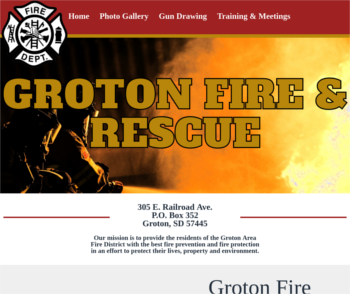 FIRE
DEPT.
Home Photo Gallery Gun Drawing Training & Meetings
GROTON FIRE &
RESCUE
305 E. Railroad Ave.
P.O. Box 352
Groton, SD 57445
Our mission is to provide the residents of the Groton Area
Fire District with the best fire prevention and fire protection
in an effort to protect their lives, property and environment.
Groton Fire